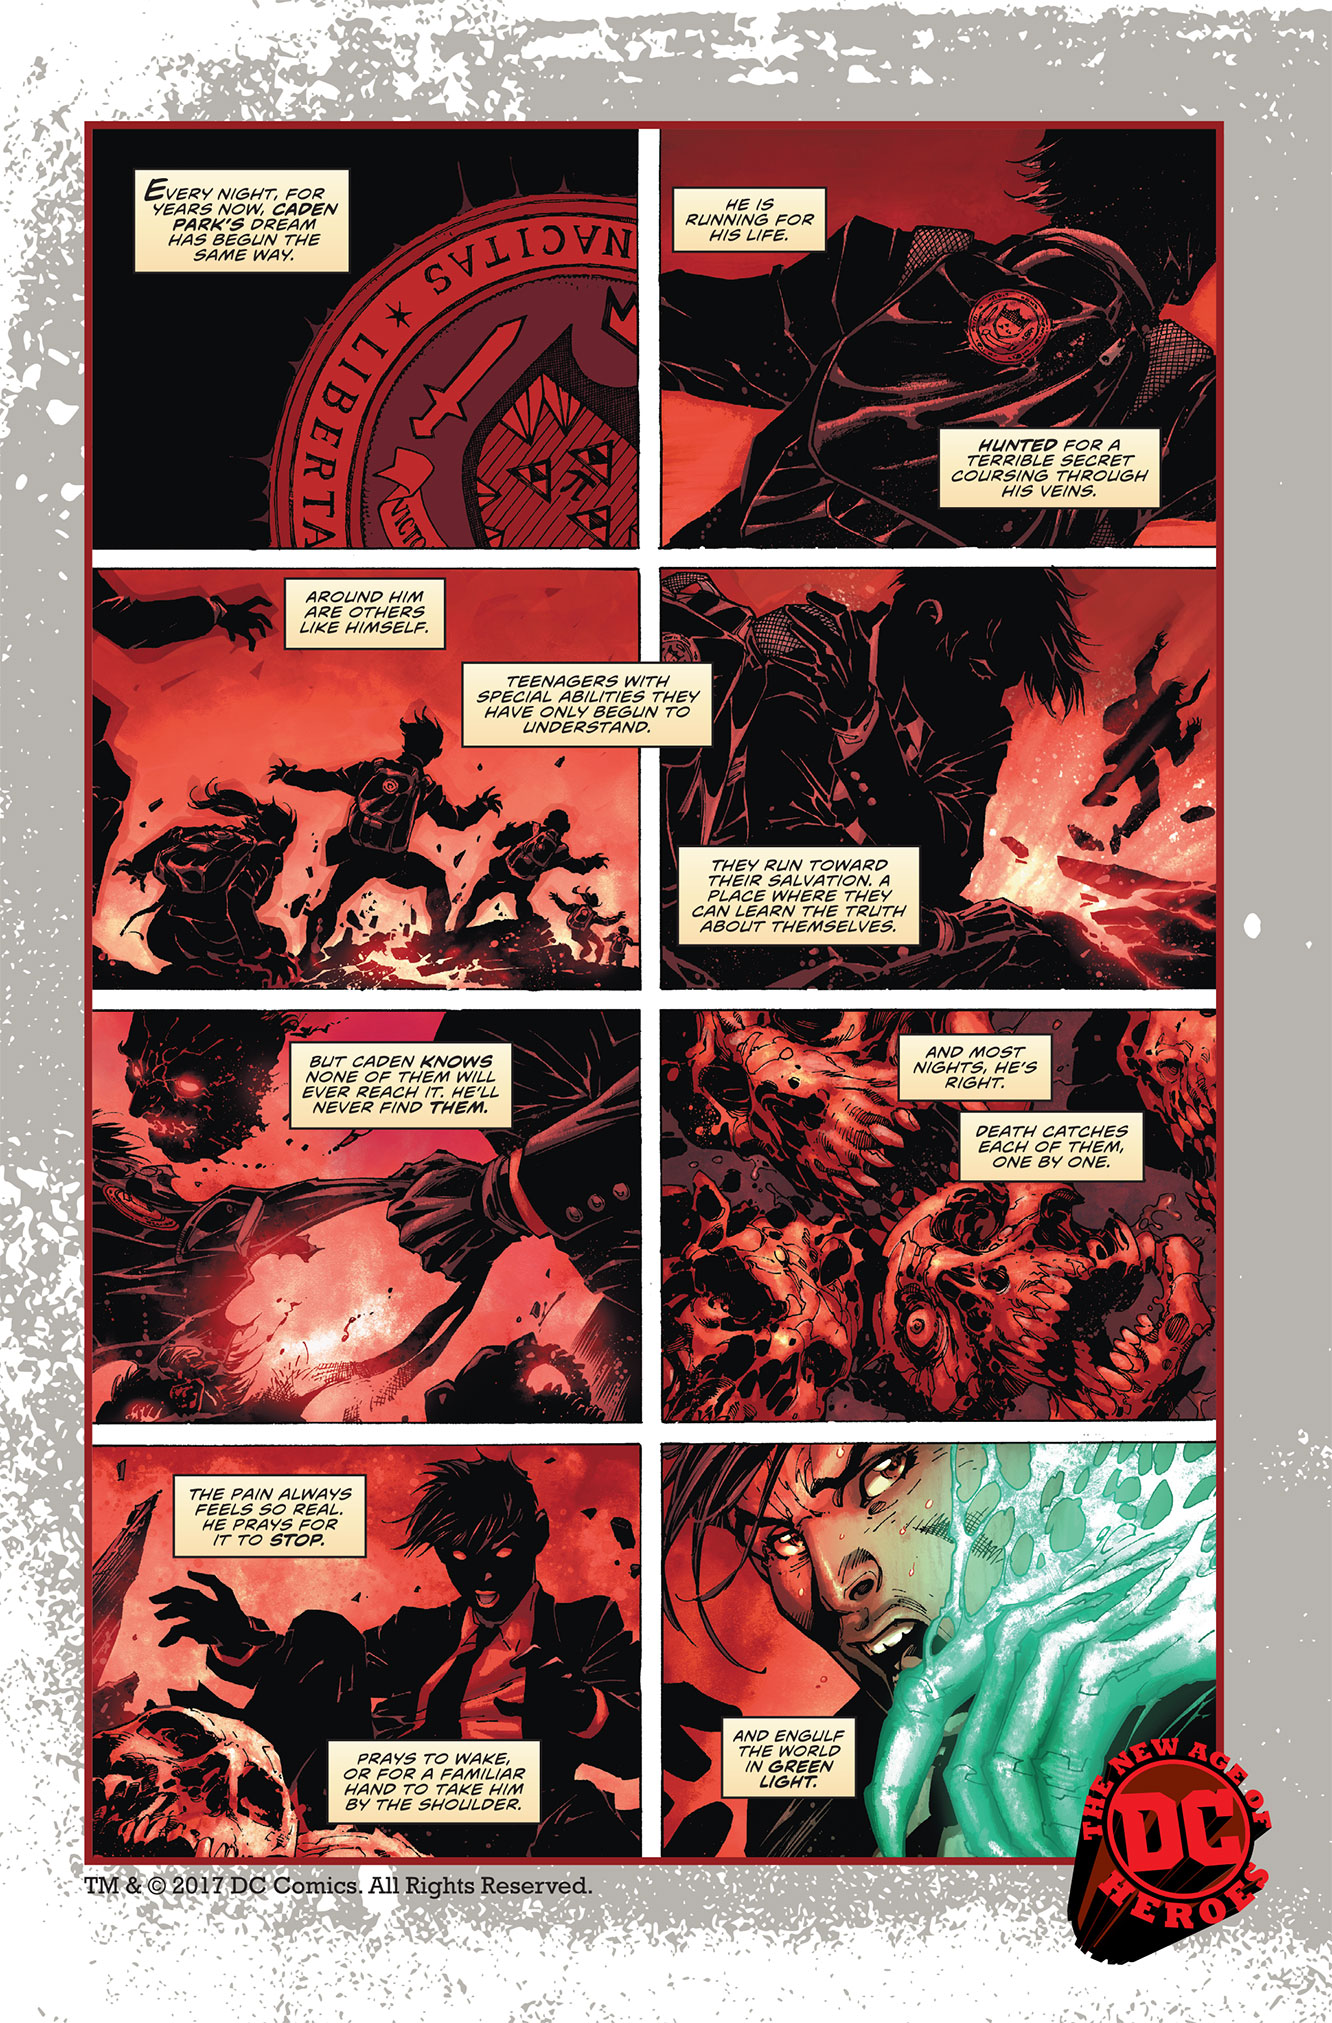 EVERY NIGHT, FOR
YEARS NOW, CADEN
PARK'S DREAM
HAS BEGUN THE
SAME WAY.
NACITAS * LIBERTA
NICTO
HE IS
RUNNING FOR
HIS LIFE.
HUNTED FOR A
TERRIBLE SECRET
COURSING THROUGH
HIS VEINS.
AROUND HIM
ARE OTHERS
LIKE HIMSELF.
TEENAGERS WITH
SPECIAL ABILITIES THEY
HAVE ONLY BEGUN TO
UNDERSTAND.
THEY RUN TOWARD
THEIR SALVATION. A
PLACE WHERE THEY
CAN LEARN THE TRUTH
ABOUT THEMSELVES.
BUT CADEN KNOWS
NONE OF THEM WILL
EVER REACH IT. HE'LL
NEVER FIND THEM.
AND MOST
NIGHTS, HE'S
RIGHT.
DEATH CATCHES
EACH OF THEM,
ONE BY ONE.
THE PAIN ALWAYS
FEELS SO REAL.
HE PRAYS FOR
IT TO STOP.
PRAYS TO WAKE,
OR FOR A FAMILIAR
HAND TO TAKE HIM
BY THE SHOULDER.
AND ENGULF
THE WORLD
IN GREEN
LIGHT.
THE NEW AGE OF
DC
HEROES
TM & © 2017 DC Comics. All Rights Reserved.